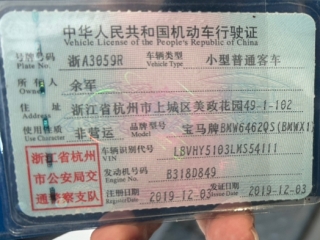 中华人民共和国机动车行驶证
Vehicle License of the People's Republic of China
号牌号码 浙A3059R 车辆类型 小型普通客车
Plate No. Vehicle Type
所有人 余军
Owner
住址 浙江省杭州市上城区美政花园49-1-102
Address
使用性质 非营运 品牌型号 宝马牌BMW6462QS(BMWX1)
Use Character Model
浙江省杭州市公安局交通警察支队
车辆识别代号 LBVHY5103LMS54111
VIN
发动机号码 B318D849
Engine No.
注册日期 2019-12-03 发证日期 2019-12-03
Register Date Issue Date